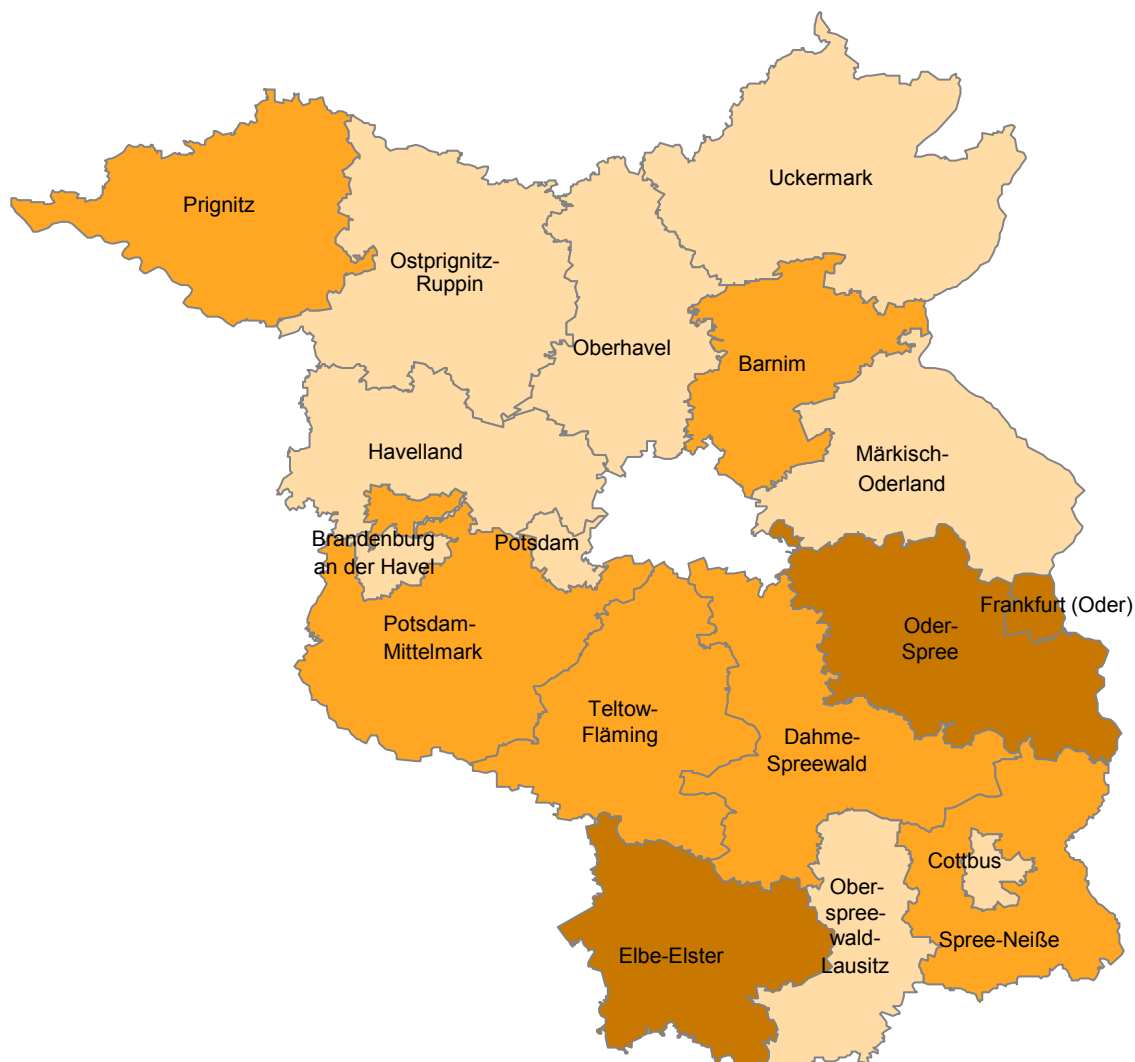 Uckermark
Prignitz
Ostprignitz-
Ruppin
Oberhavel
Barnim
Havelland
Märkisch-
Oderland
Brandenburg
an der Havel
Potsdam
Frankfurt (Oder)
Potsdam-
Mittelmark
Oder-
Spree
Teltow-
Fläming
Dahme-
Spreewald
Cottbus
Ober-
spree-
wald-
Lausitz
Spree-Neiße
Elbe-Elster